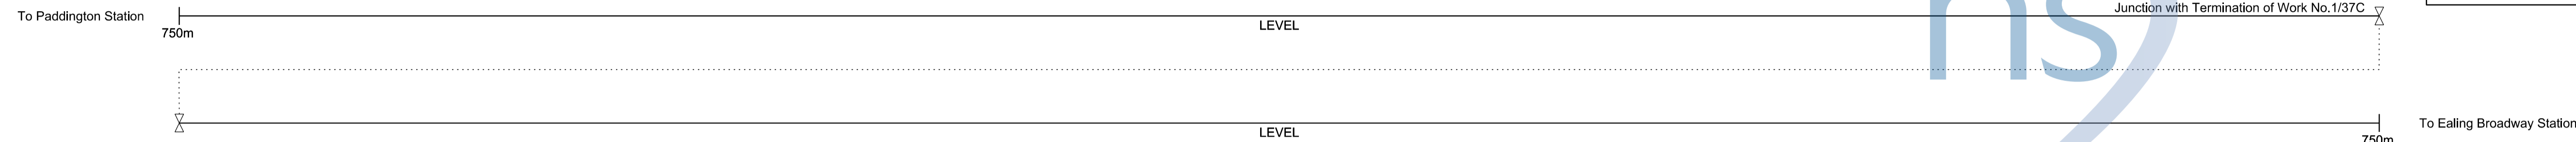 To Paddington Station
750m
LEVEL
Junction with Termination of Work No.1/37C
ns
LEVEL
750m
To Ealing Broadway Station